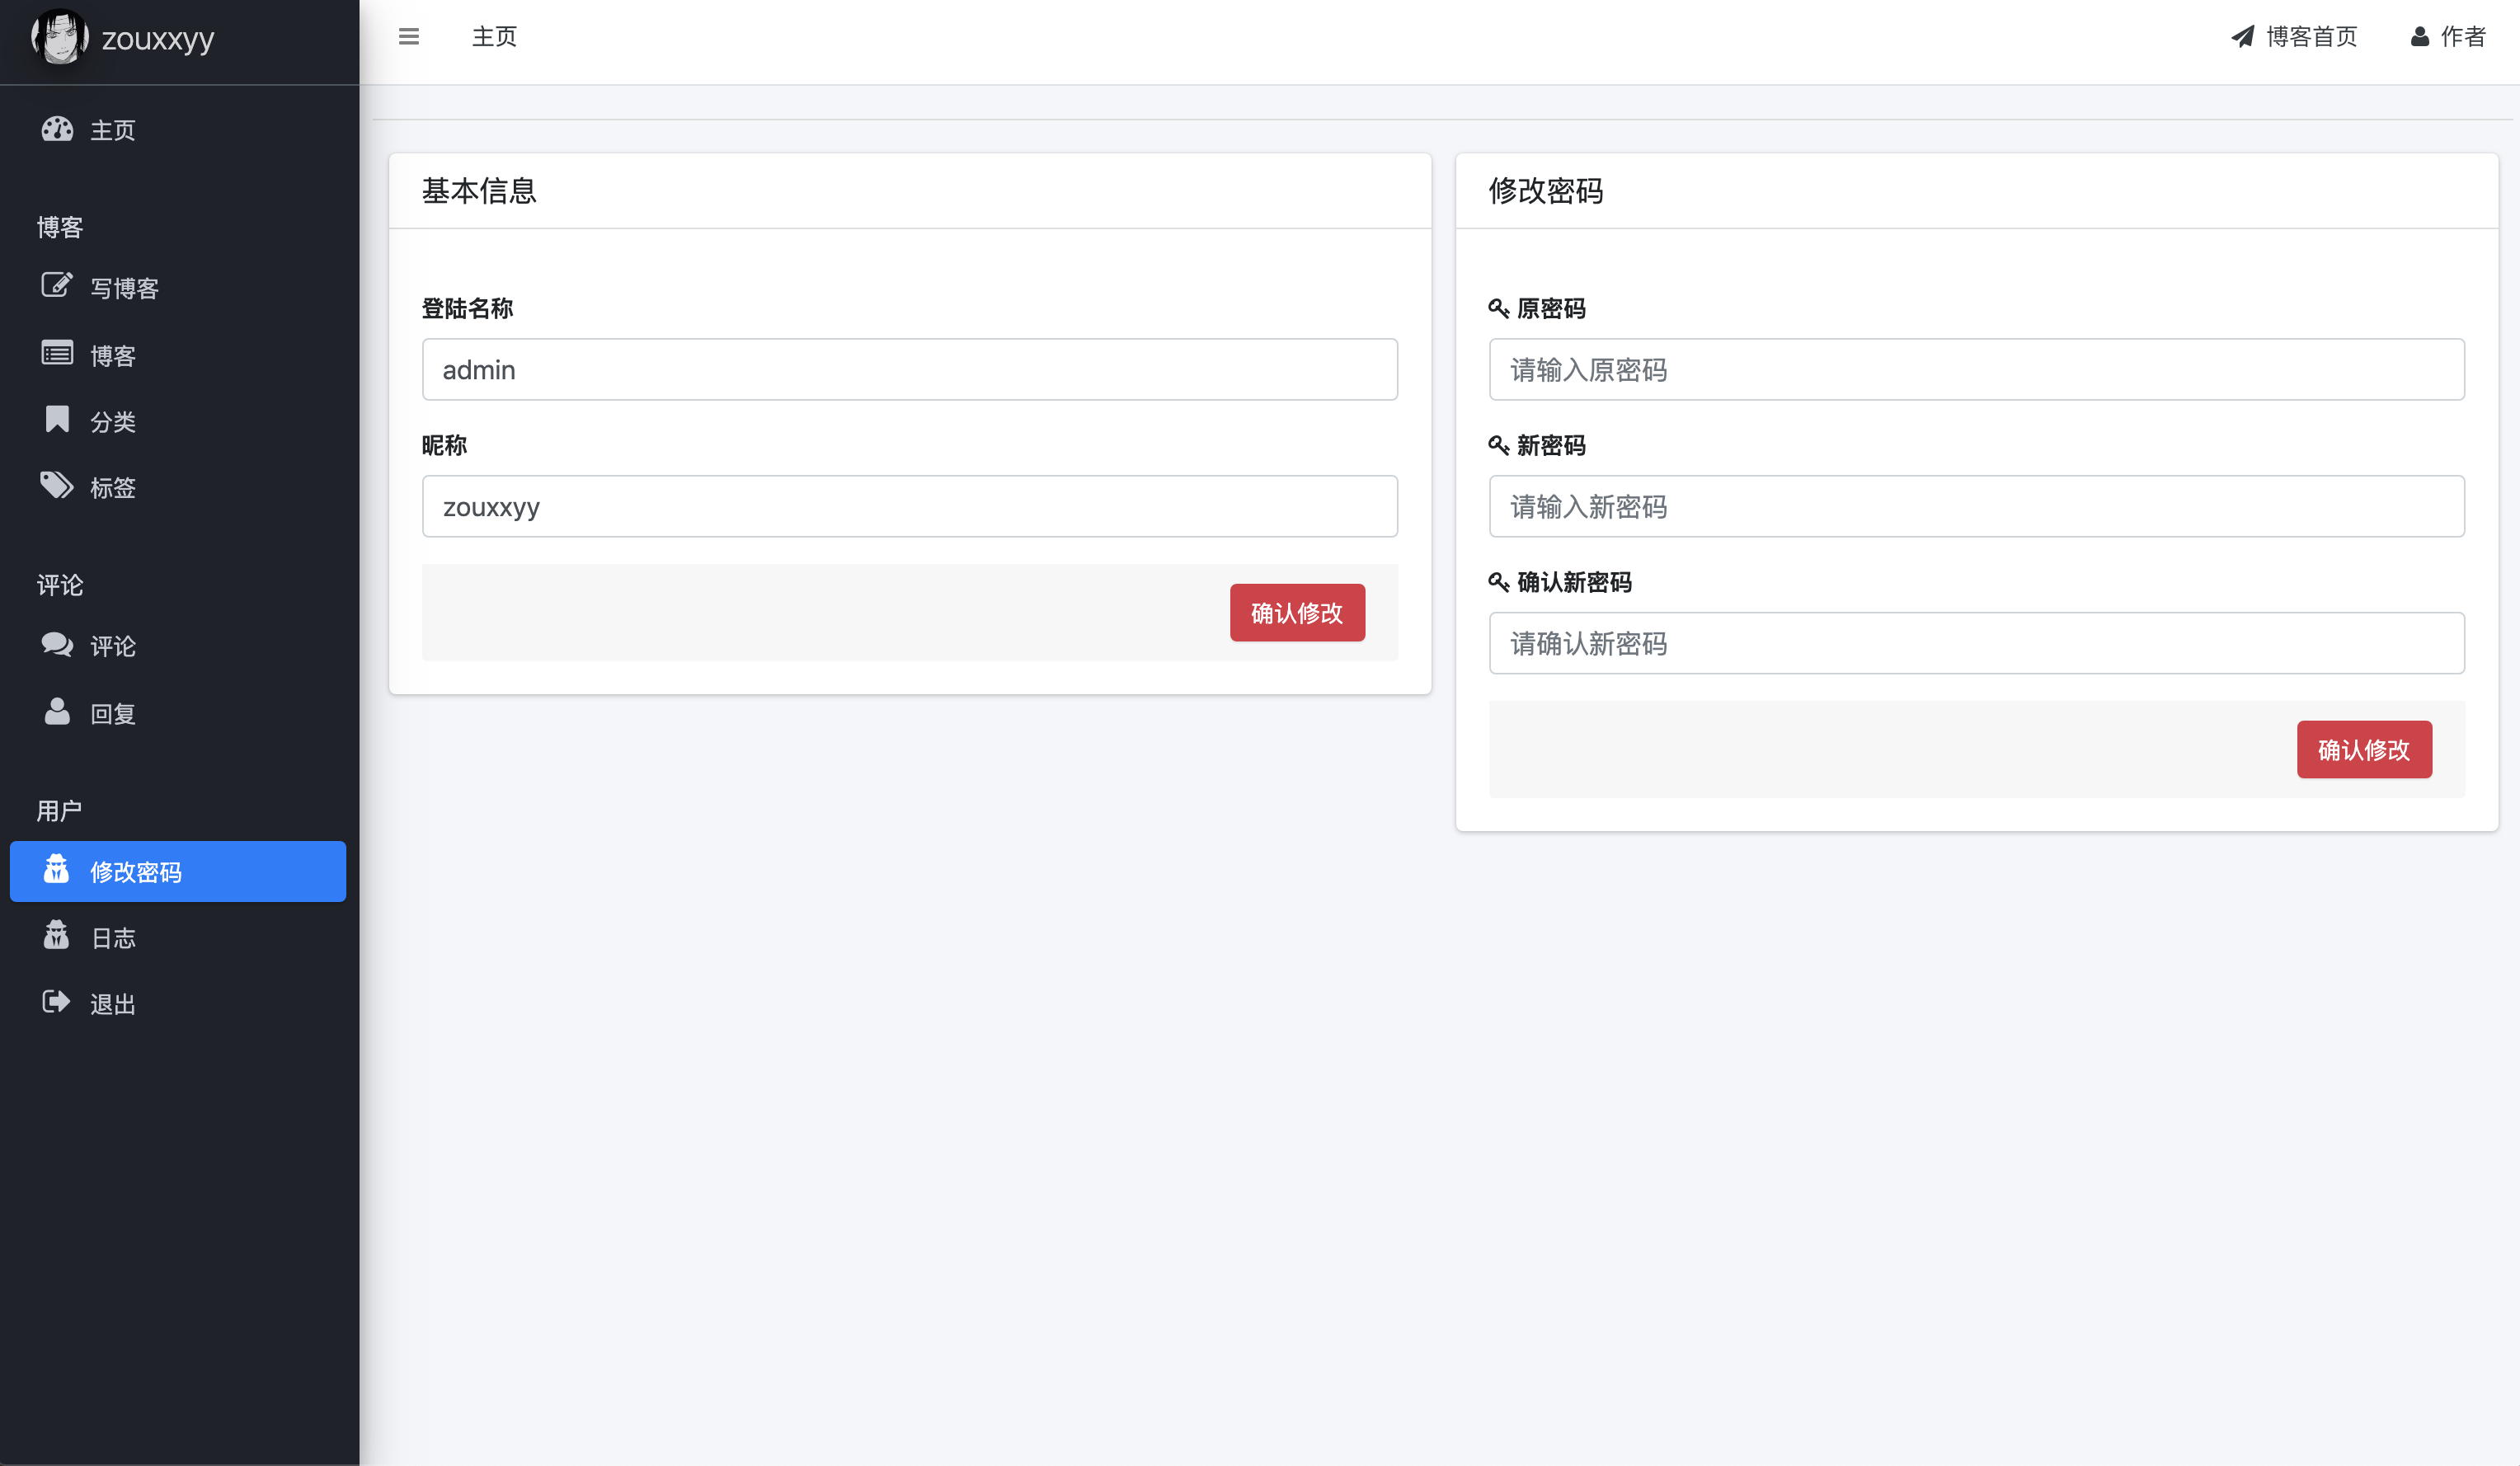 zouxxyy
主页
博客
写博客
博客
分类
标签
评论
评论
回复
用户
修改密码
日志
退出
主页
博客首页
作者
基本信息
登陆名称
admin
昵称
zouxxyy
确认修改
修改密码
原密码
请输入原密码
新密码
请输入新密码
确认新密码
请确认新密码
确认修改